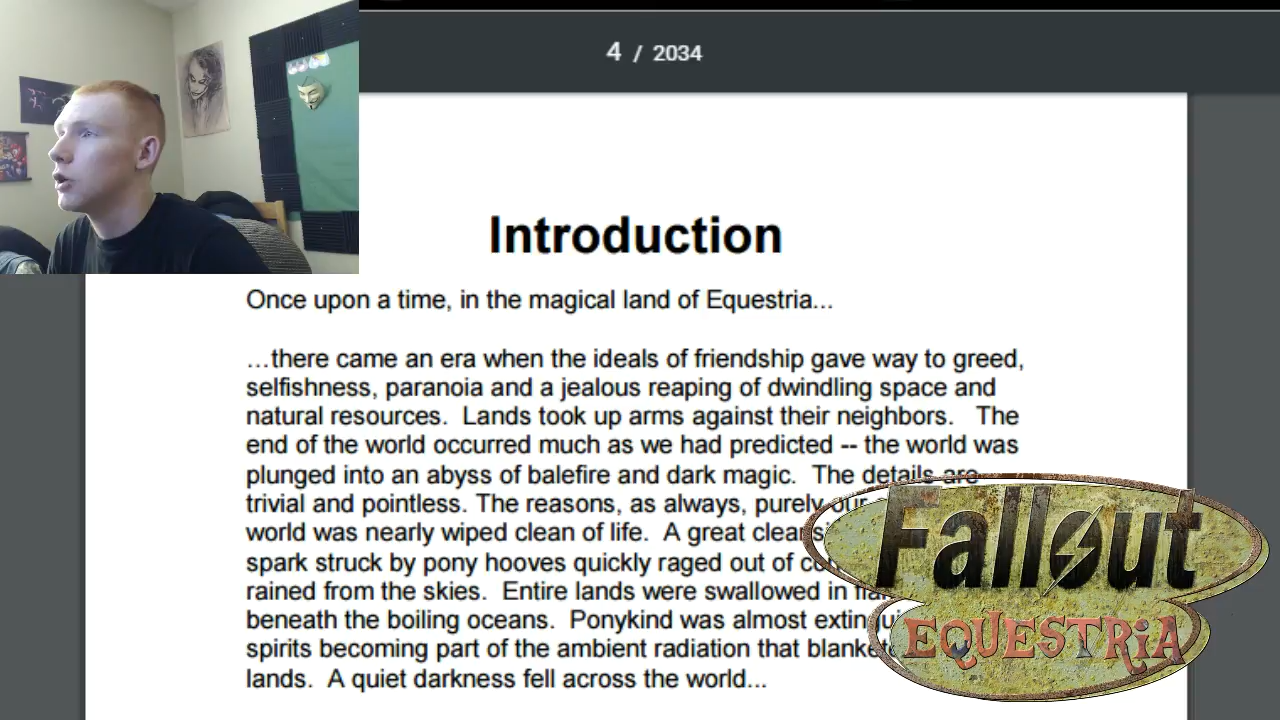 4 / 2034
Introduction
Once upon a time, in the magical land of Equestria...
...there came an era when the ideals of friendship gave way to greed,
selfishness, paranoia and a jealous reaping of dwindling space and
natural resources.  Lands took up arms against their neighbors.   The
end of the world occurred much as we had predicted -- the world was
plunged into an abyss of balefire and dark magic.  The details are
trivial and pointless. The reasons, as always, purely our
world was nearly wiped clean of life.  A great
spark struck by pony hooves quickly raged out of
rained from the skies.  Entire lands were swallowed in
beneath the boiling oceans.  Ponykind was almost
spirits becoming part of the ambient radiation that
lands.  A quiet darkness fell across the world...
Fallout
EQUESTRiA